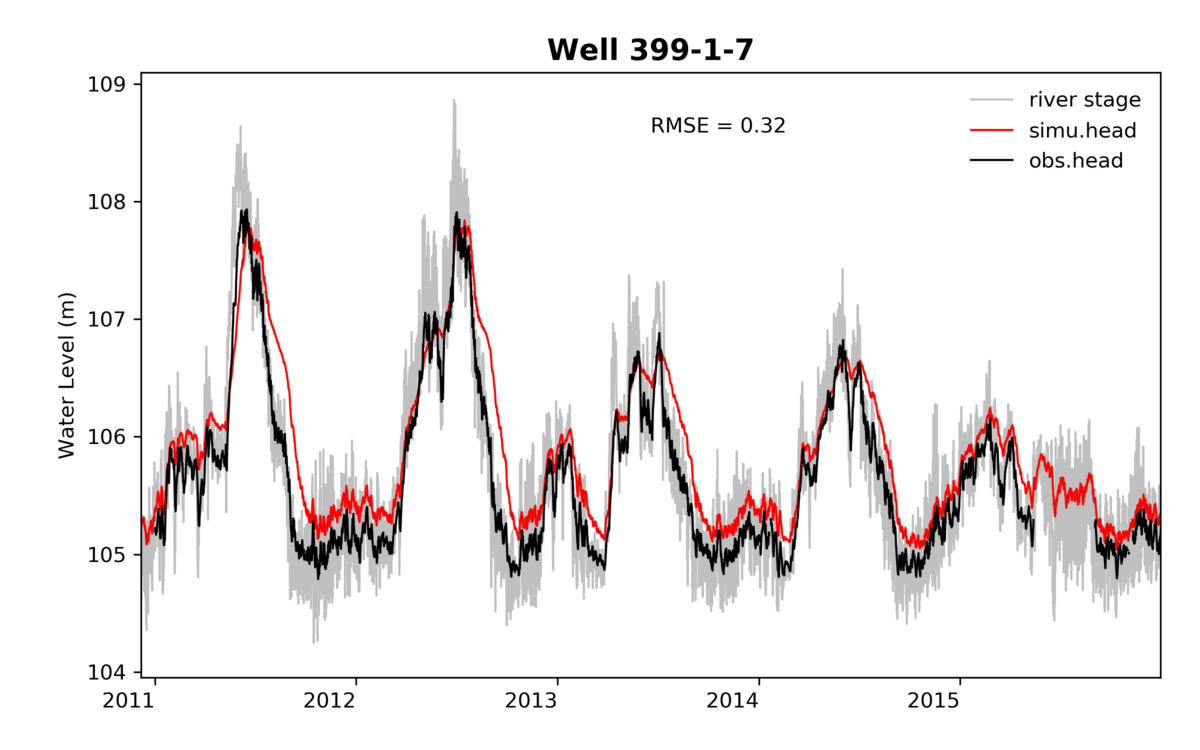 Well 399-1-7
109
108
107
106
105
104
Water Level (m)
RMSE = 0.32
river stage
simu.head
obs.head
2011
2012
2013
2014
2015